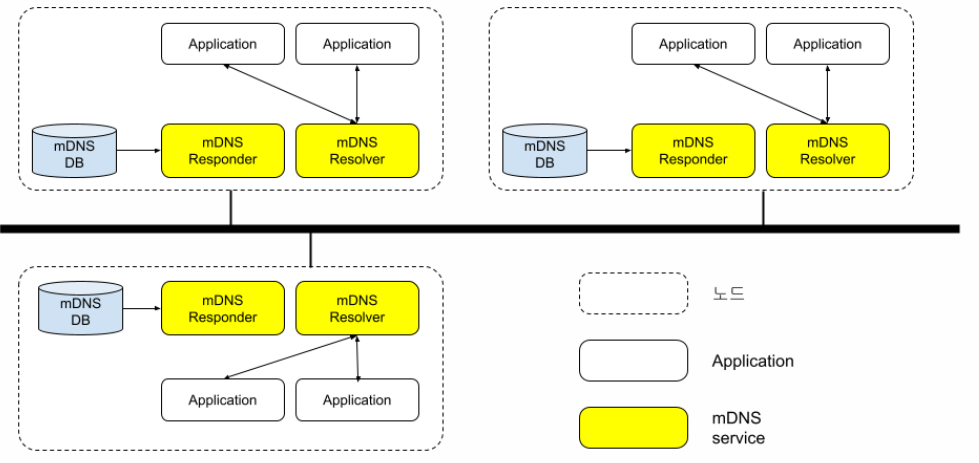 Application
Application
mDNS
DB
mDNS
Responder
mDNS
Resolver
Application
Application
mDNS
DB
mDNS
Responder
mDNS
Resolver
mDNS
DB
mDNS
Responder
mDNS
Resolver
Application
Application
노드
Application
mDNS
service